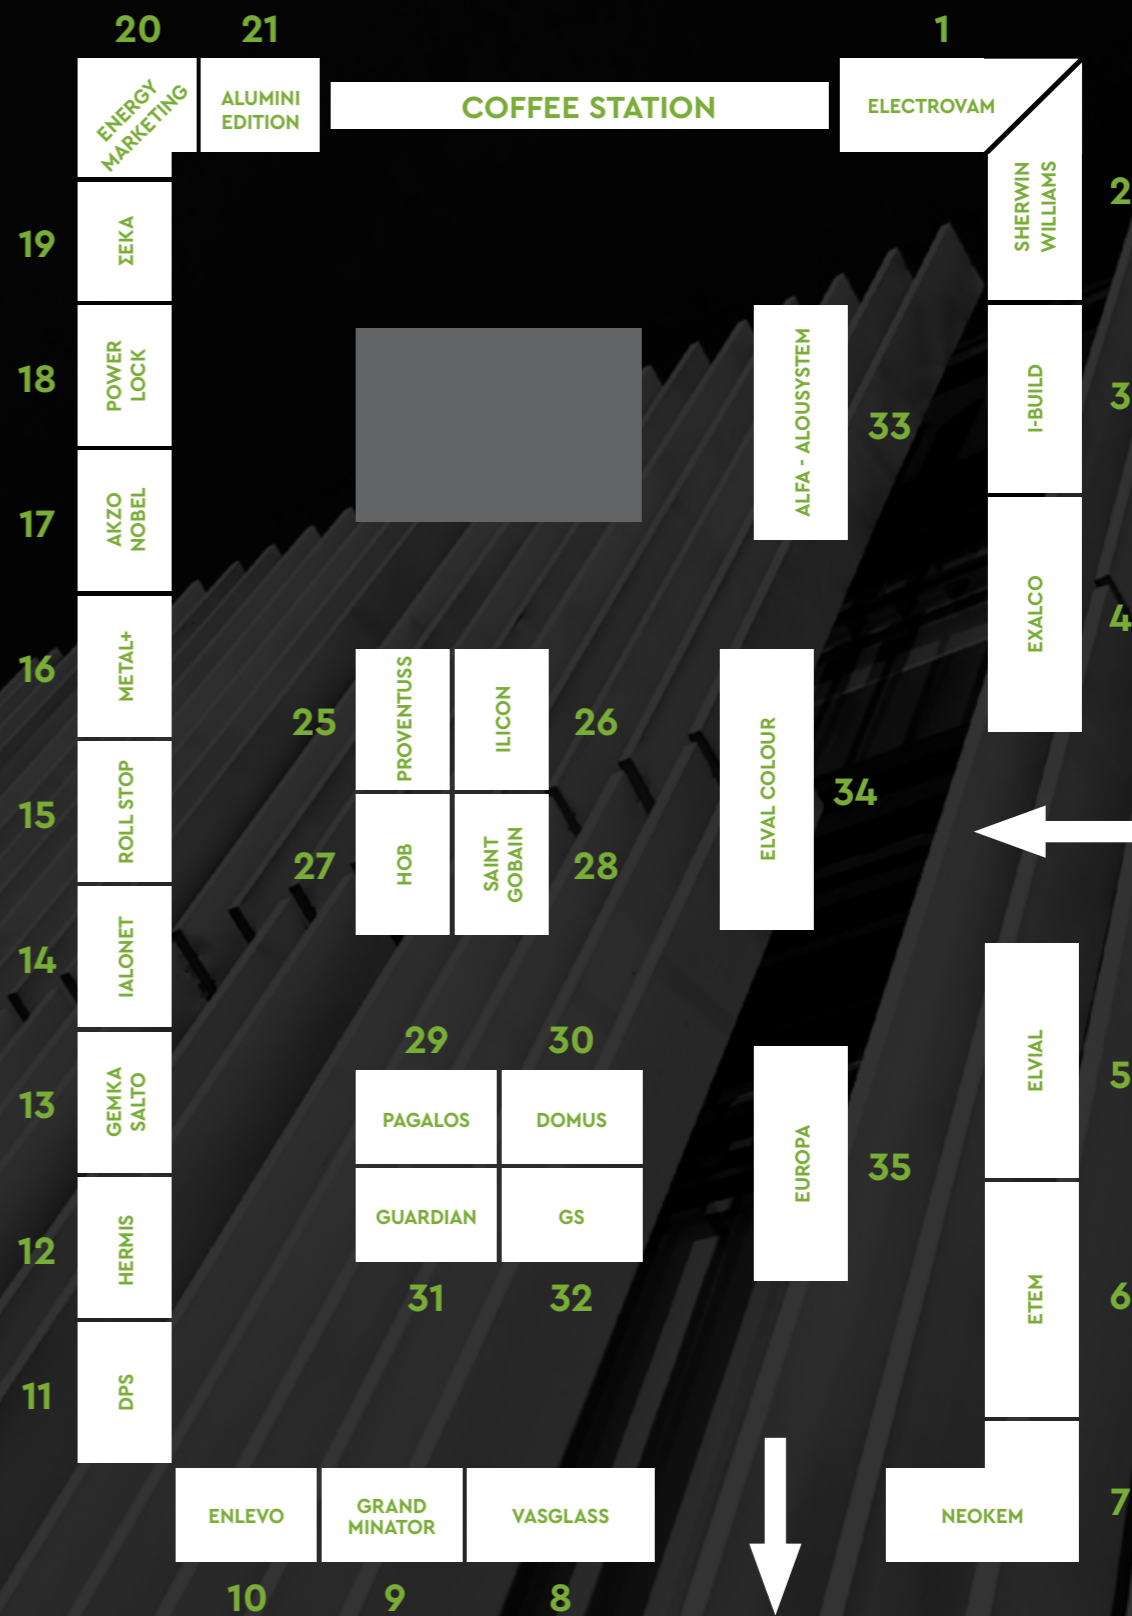 20
21
1
ENERGY
MARKETING
ALUMINI
EDITION
COFFEE STATION
ELECTROVAM
SHERWIN
WILLIAMS
2
19
ΣΕΚΑ
18
POWER
LOCK
ALFA - ALOUSYSTEM
33
I-BUILD
3
17
AKZO
NOBEL
EXALCO
4
16
METAL+
25
PROVENTUSS
ILICON
26
15
ROLL STOP
27
HOB
SAINT
GOBAIN
28
ELVAL COLOUR
34
14
IALONET
29
30
13
GEMKA
SALTO
PAGALOS
DOMUS
ELVIAL
5
EUROPA
35
12
HERMIS
GUARDIAN
GS
31
32
ETEM
6
11
DPS
ENLEVO
GRAND
MINATOR
VASGLASS
NEOKEM
7
10
9
8